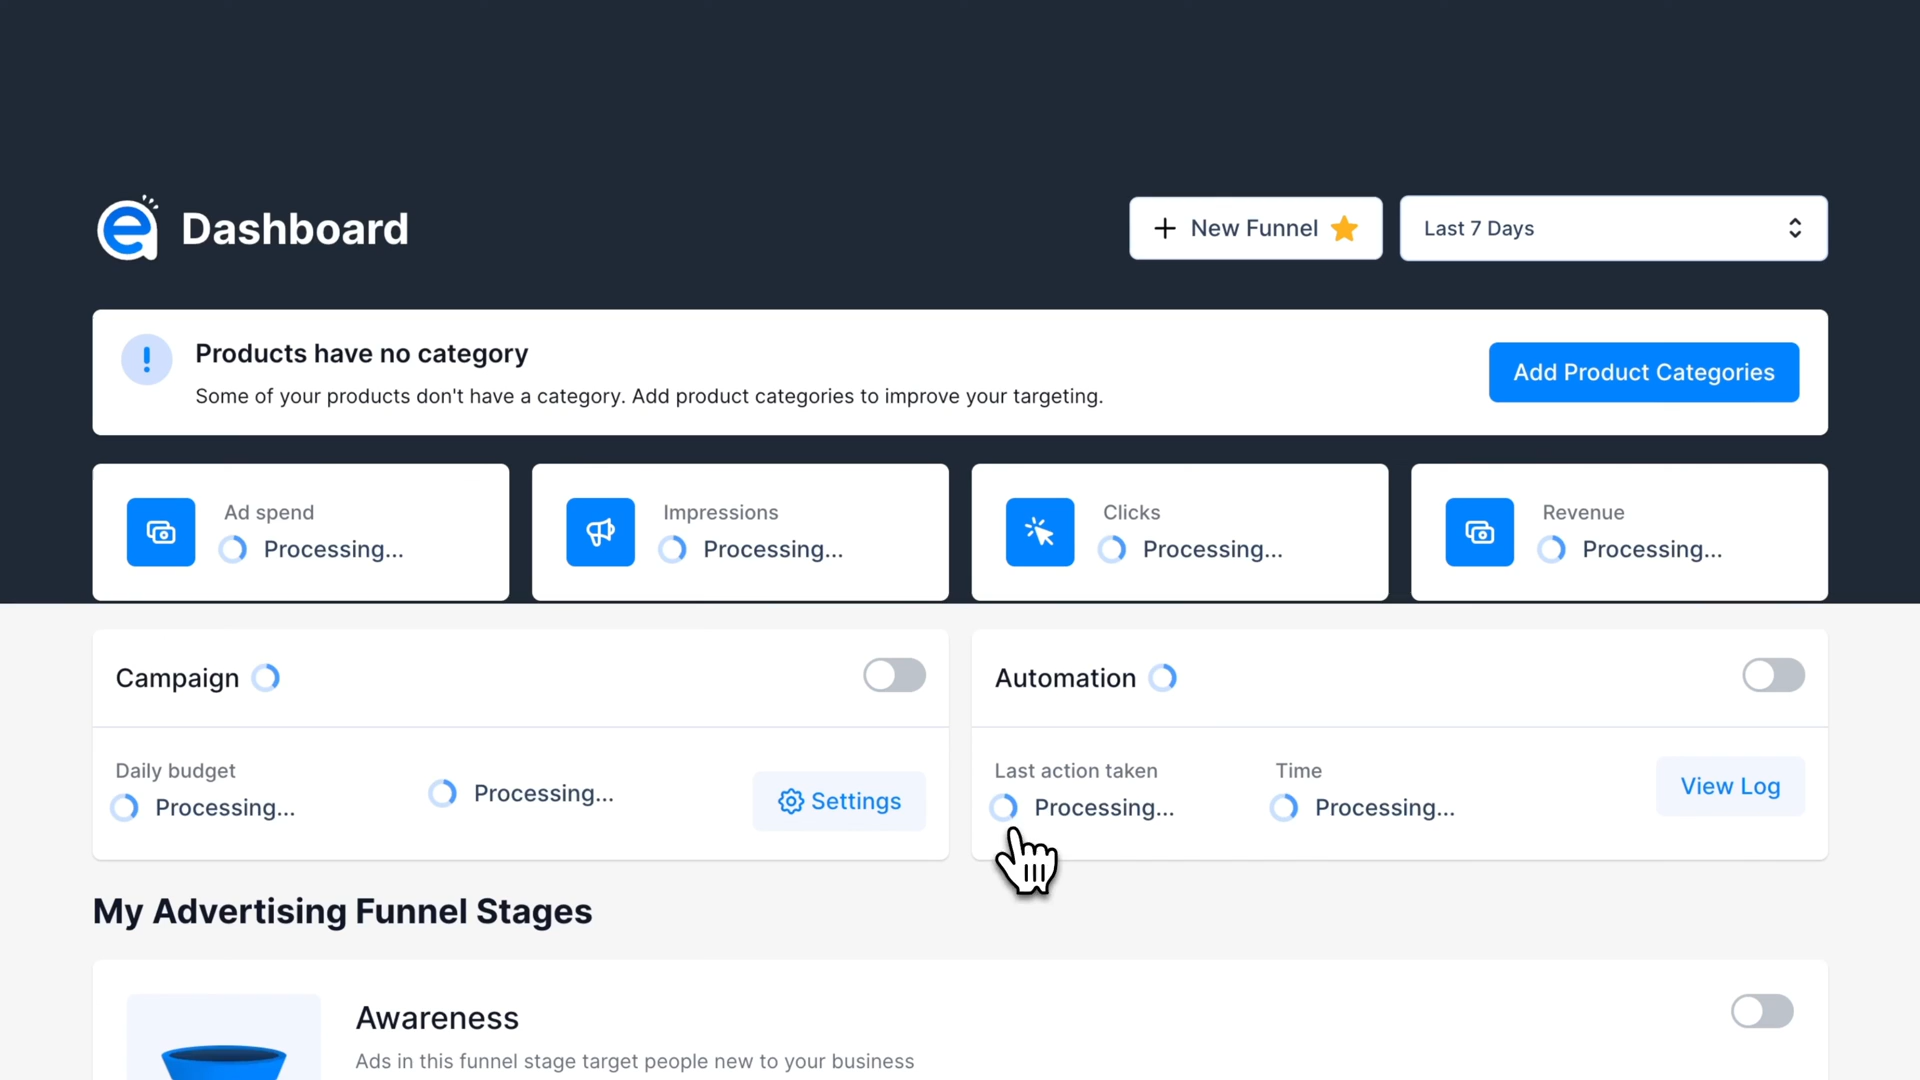 Dashboard
New Funnel
Last 7 Days
Products have no category
Some of your products don't have a category. Add product categories to improve your targeting.
Add Product Categories
Ad spend
Processing...
Impressions
Processing...
Clicks
Processing...
Revenue
Processing...
Campaign
Daily budget
Processing...
Processing...
Settings
Automation
Last action taken
Processing...
Time
Processing...
View Log
My Advertising Funnel Stages
Awareness
Ads in this funnel stage target people new to your business